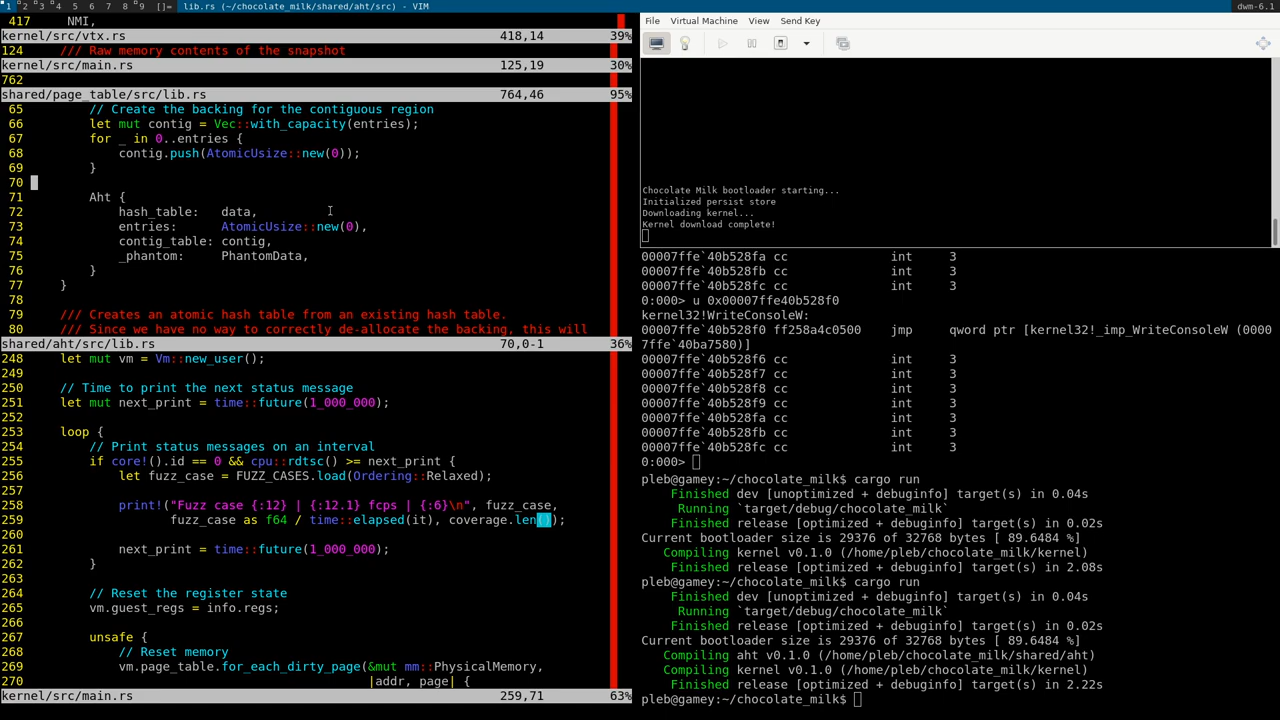 1 2 3 4 5 6 7 8 9 []= lib.rs (~/chocolate_milk/shared/aht/src) - VIM dwm-6.1
417 NMI,
kernel/src/vtx.rs 418,14 39%
124 /// Raw memory contents of the snapshot
kernel/src/main.rs 125,19 30%
762
shared/page_table/src/lib.rs 764,46 95%
65 // Create the backing for the contiguous region
66 let mut contig = Vec::with_capacity(entries);
67 for _ in 0..entries {
68 contig.push(AtomicUsize::new(0));
69 }
70
71 Aht {
72 hash_table: data,
73 entries: AtomicUsize::new(0),
74 contig_table: contig,
75 _phantom: PhantomData,
76 }
77 }
78
79 /// Creates an atomic hash table from an existing hash table.
80 /// Since we have no way to correctly de-allocate the backing, this will
shared/aht/src/lib.rs 70,0-1 36%
248 let mut vm = Vm::new_user();
249
250 // Time to print the next status message
251 let mut next_print = time::future(1_000_000);
252
253 loop {
254 // Print status messages on an interval
255 if core!().id == 0 && cpu::rdtsc() >= next_print {
256 let fuzz_case = FUZZ_CASES.load(Ordering::Relaxed);
257
258 print!("Fuzz case {:12} | {:12.1} fcps | {:6}\n", fuzz_case,
259 fuzz_case as f64 / time::elapsed(it), coverage.len());
260
261 next_print = time::future(1_000_000);
262 }
263
264 // Reset the register state
265 vm.guest_regs = info.regs;
266
267 unsafe {
268 // Reset memory
269 vm.page_table.for_each_dirty_page(&mut mm::PhysicalMemory,
270 |addr, page| {
kernel/src/main.rs 259,71 63%
File Virtual Machine View Send Key
Chocolate Milk bootloader starting...
Initialized persist store
Downloading kernel...
Kernel download complete!
00007ffe`40b528fa cc int 3
00007ffe`40b528fb cc int 3
00007ffe`40b528fc cc int 3
0:000> u 0x00007ffe40b528f0
kernel32!WriteConsoleW:
00007ffe`40b528f0 ff258a4c0500 jmp qword ptr [kernel32!_imp_WriteConsoleW (0000
7ffe`40ba7580)]
00007ffe`40b528f6 cc int 3
00007ffe`40b528f7 cc int 3
00007ffe`40b528f8 cc int 3
00007ffe`40b528f9 cc int 3
00007ffe`40b528fa cc int 3
00007ffe`40b528fb cc int 3
00007ffe`40b528fc cc int 3
0:000>
pleb@gamey:~/chocolate_milk$ cargo run
Finished dev [unoptimized + debuginfo] target(s) in 0.04s
Running `target/debug/chocolate_milk`
Finished release [optimized + debuginfo] target(s) in 0.02s
Current bootloader size is 29376 of 32768 bytes [ 89.6484 %]
Compiling kernel v0.1.0 (/home/pleb/chocolate_milk/kernel)
Finished release [optimized + debuginfo] target(s) in 2.08s
pleb@gamey:~/chocolate_milk$ cargo run
Finished dev [unoptimized + debuginfo] target(s) in 0.04s
Running `target/debug/chocolate_milk`
Finished release [optimized + debuginfo] target(s) in 0.02s
Current bootloader size is 29376 of 32768 bytes [ 89.6484 %]
Compiling aht v0.1.0 (/home/pleb/chocolate_milk/shared/aht)
Compiling kernel v0.1.0 (/home/pleb/chocolate_milk/kernel)
Finished release [optimized + debuginfo] target(s) in 2.22s
pleb@gamey:~/chocolate_milk$